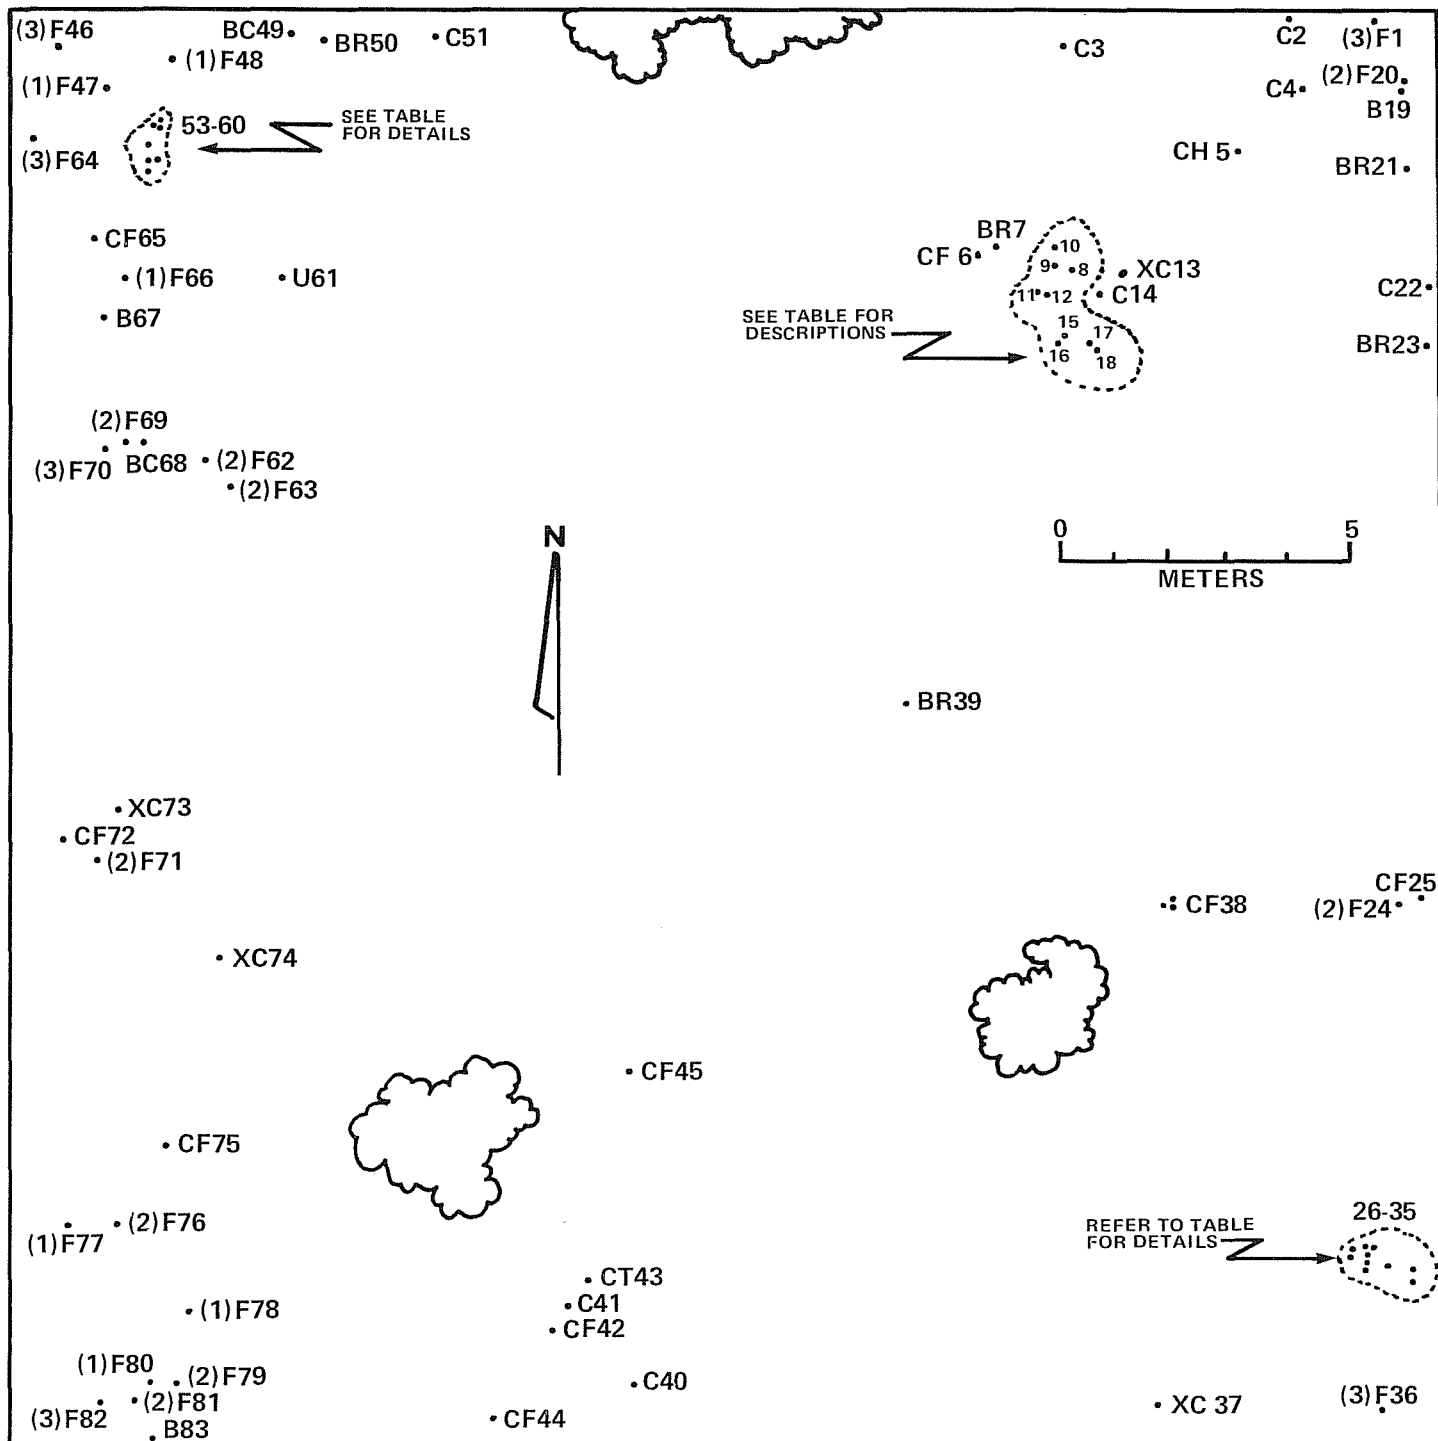 (3)F46
BC49
BR50
C51
C3
C2
(3)F1
(1)F48
(1)F47
C4
(2)F20
B19
53-60
SEE TABLE
FOR DETAILS
(3)F64
CH 5
BR21
CF65
BR7
CF 6
10
9
8
XC13
(1)F66
U61
11
12
C14
C22
B67
SEE TABLE FOR
DESCRIPTIONS
15
17
16
18
BR23
(2)F69
(3)F70
BC68
(2)F62
(2)F63
N
0
5
METERS
BR39
XC73
CF72
(2)F71
CF25
CF38
(2)F24
XC74
CF45
CF75
26-35
(2)F76
(1)F77
REFER TO TABLE
FOR DETAILS
CT43
C41
(1)F78
CF42
(1)F80
(2)F79
C40
(2)F81
(3)F82
B83
CF44
XC 37
(3)F36